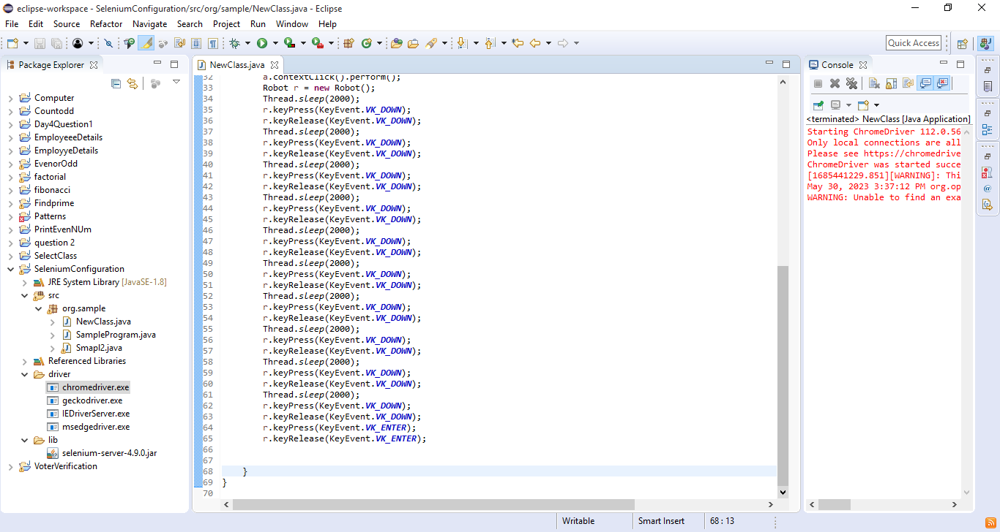 eclipse-workspace - SeleniumConfiguration/src/org/sample/NewClass.java - Eclipse
File Edit Source Refactor Navigate Search Project Run Window Help
Quick Access
Package Explorer
Computer
Countodd
Day4Question1
EmployeeeDetails
EmployyeDetails
EvenorOdd
factorial
fibonacci
Findprime
Patterns
PrintEvenNUm
question 2
SelectClass
SeleniumConfiguration
JRE System Library [JavaSE-1.8]
src
org.sample
NewClass.java
SampleProgram.java
Smapl2.java
Referenced Libraries
driver
chromedriver.exe
geckodriver.exe
IEDriverServer.exe
msedgedriver.exe
lib
selenium-server-4.9.0.jar
VoterVerification
NewClass.java
32 a.contextClick().perform();
33 Robot r = new Robot();
34 Thread.sleep(2000);
35 r.keyPress(KeyEvent.VK_DOWN);
36 r.keyRelease(KeyEvent.VK_DOWN);
37 Thread.sleep(2000);
38 r.keyPress(KeyEvent.VK_DOWN);
39 r.keyRelease(KeyEvent.VK_DOWN);
40 Thread.sleep(2000);
41 r.keyPress(KeyEvent.VK_DOWN);
42 r.keyRelease(KeyEvent.VK_DOWN);
43 Thread.sleep(2000);
44 r.keyPress(KeyEvent.VK_DOWN);
45 r.keyRelease(KeyEvent.VK_DOWN);
46 Thread.sleep(2000);
47 r.keyPress(KeyEvent.VK_DOWN);
48 r.keyRelease(KeyEvent.VK_DOWN);
49 Thread.sleep(2000);
50 r.keyPress(KeyEvent.VK_DOWN);
51 r.keyRelease(KeyEvent.VK_DOWN);
52 Thread.sleep(2000);
53 r.keyPress(KeyEvent.VK_DOWN);
54 r.keyRelease(KeyEvent.VK_DOWN);
55 Thread.sleep(2000);
56 r.keyPress(KeyEvent.VK_DOWN);
57 r.keyRelease(KeyEvent.VK_DOWN);
58 Thread.sleep(2000);
59 r.keyPress(KeyEvent.VK_DOWN);
60 r.keyRelease(KeyEvent.VK_DOWN);
61 Thread.sleep(2000);
62 r.keyPress(KeyEvent.VK_DOWN);
63 r.keyRelease(KeyEvent.VK_DOWN);
64 r.keyPress(KeyEvent.VK_ENTER);
65 r.keyRelease(KeyEvent.VK_ENTER);
66
67
68 }
69 }
70
Console
<terminated> NewClass [Java Application]
Starting ChromeDriver 112.0.56
Only local connections are all
Please see https://chromedrive
ChromeDriver was started succe
[1685441229.851][WARNING]: Thi
May 30, 2023 3:37:12 PM org.op
WARNING: Unable to find an exa
Writable Smart Insert 68 : 13